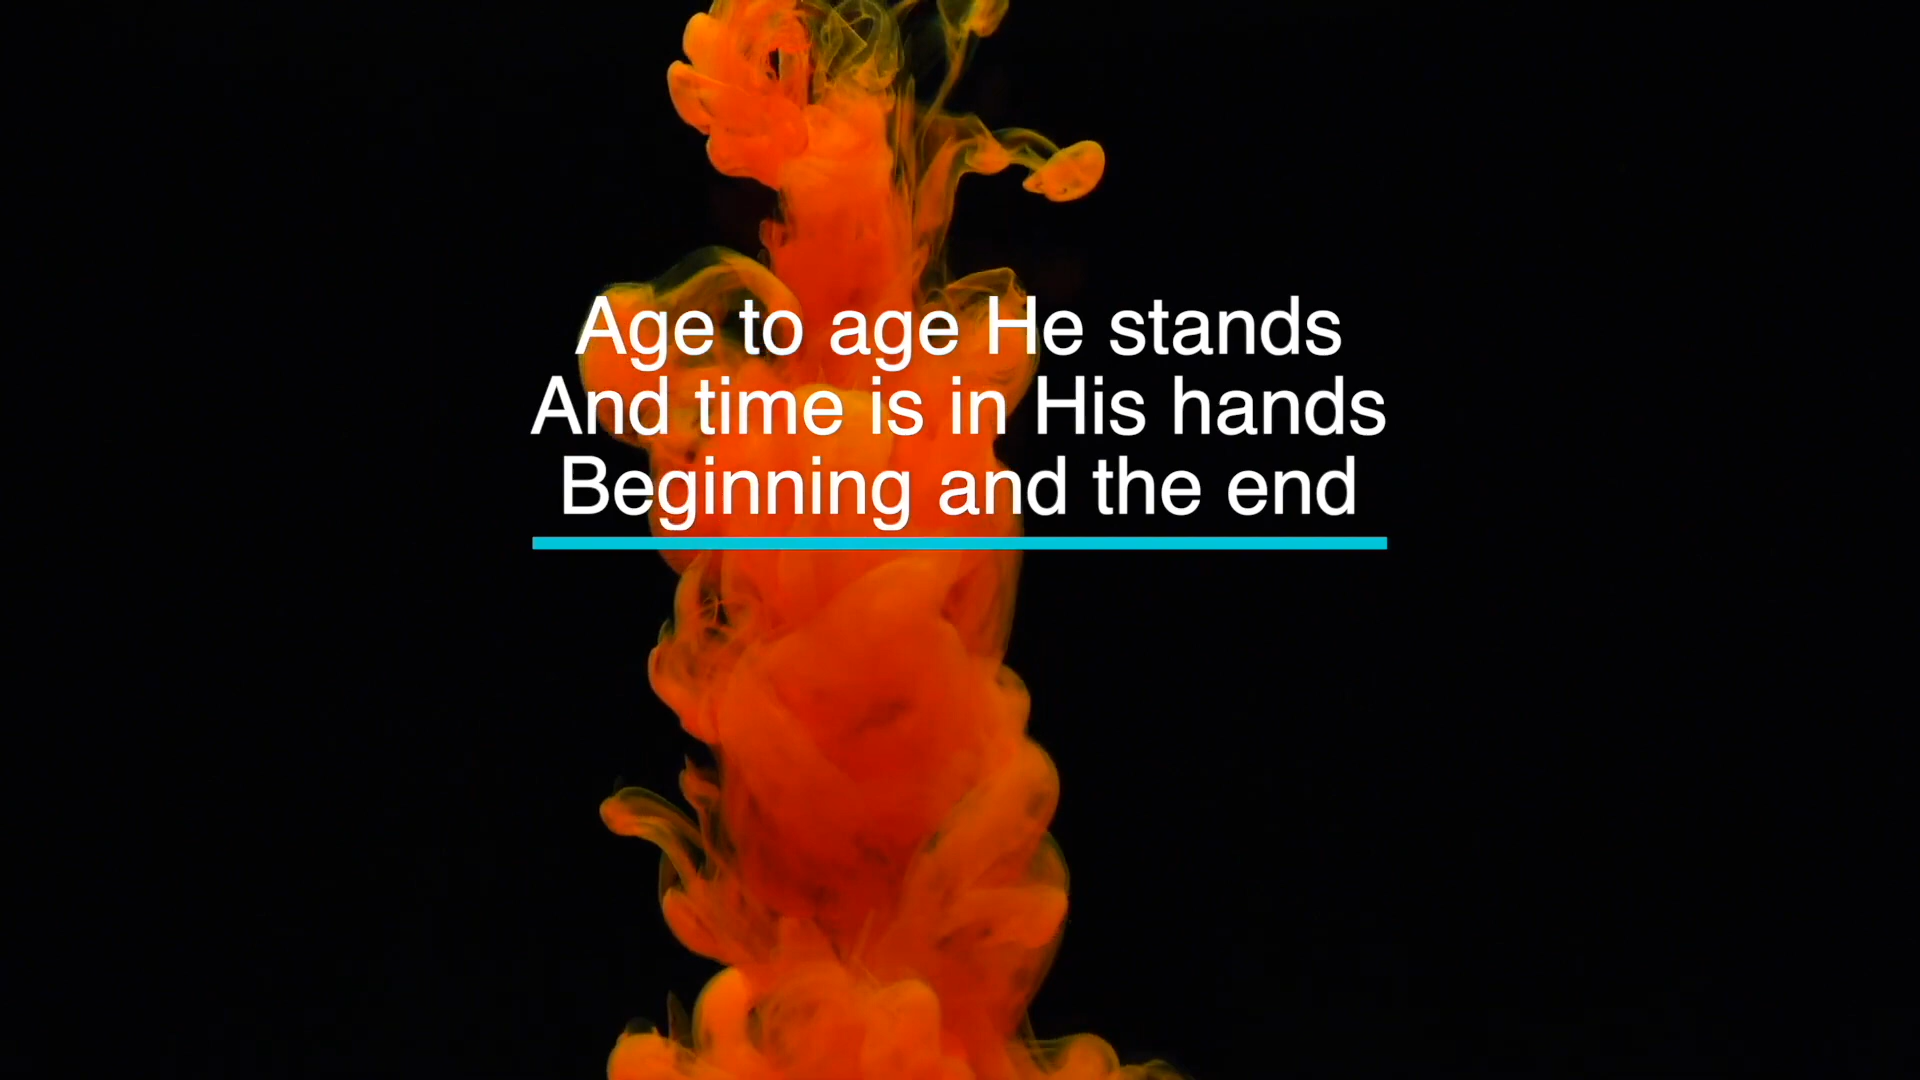 Age to age He stands
And time is in His hands
Beginning and the end